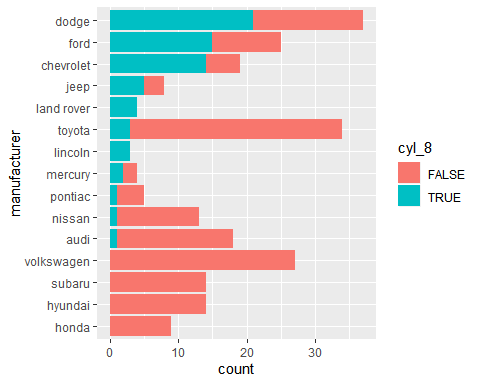 dodge
ford
chevrolet
jeep
land rover
toyota
lincoln
mercury
pontiac
nissan
audi
volkswagen
subaru
hyundai
honda
manufacturer
0 10 20 30
count
cyl_8
FALSE
TRUE